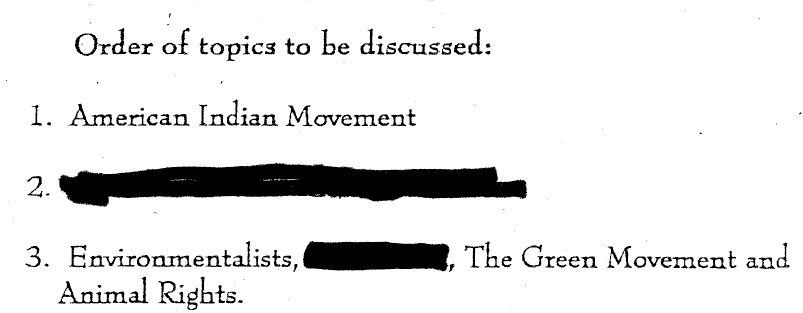 Order of topics to be discussed:
1. American Indian Movement
2.
3. Environmentalists, , The Green Movement and
Animal Rights.